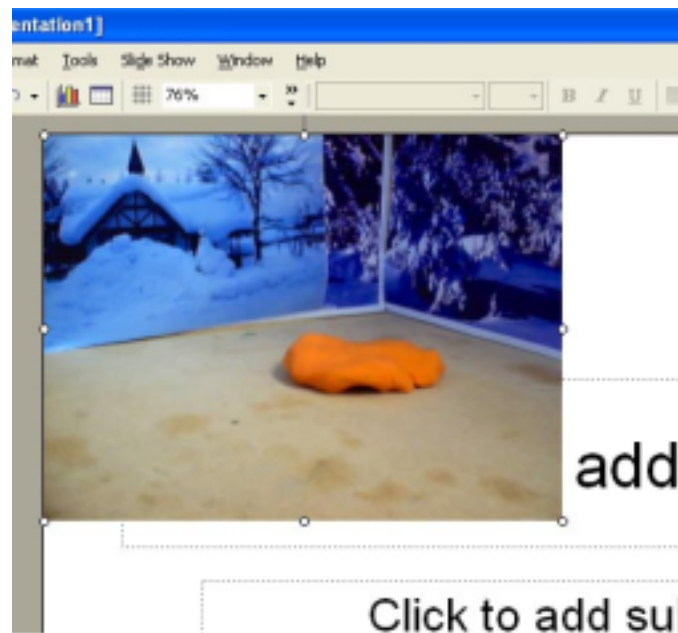 entation1]
mat Tools Slide Show Window Help
76% B I U
add
Click to add su